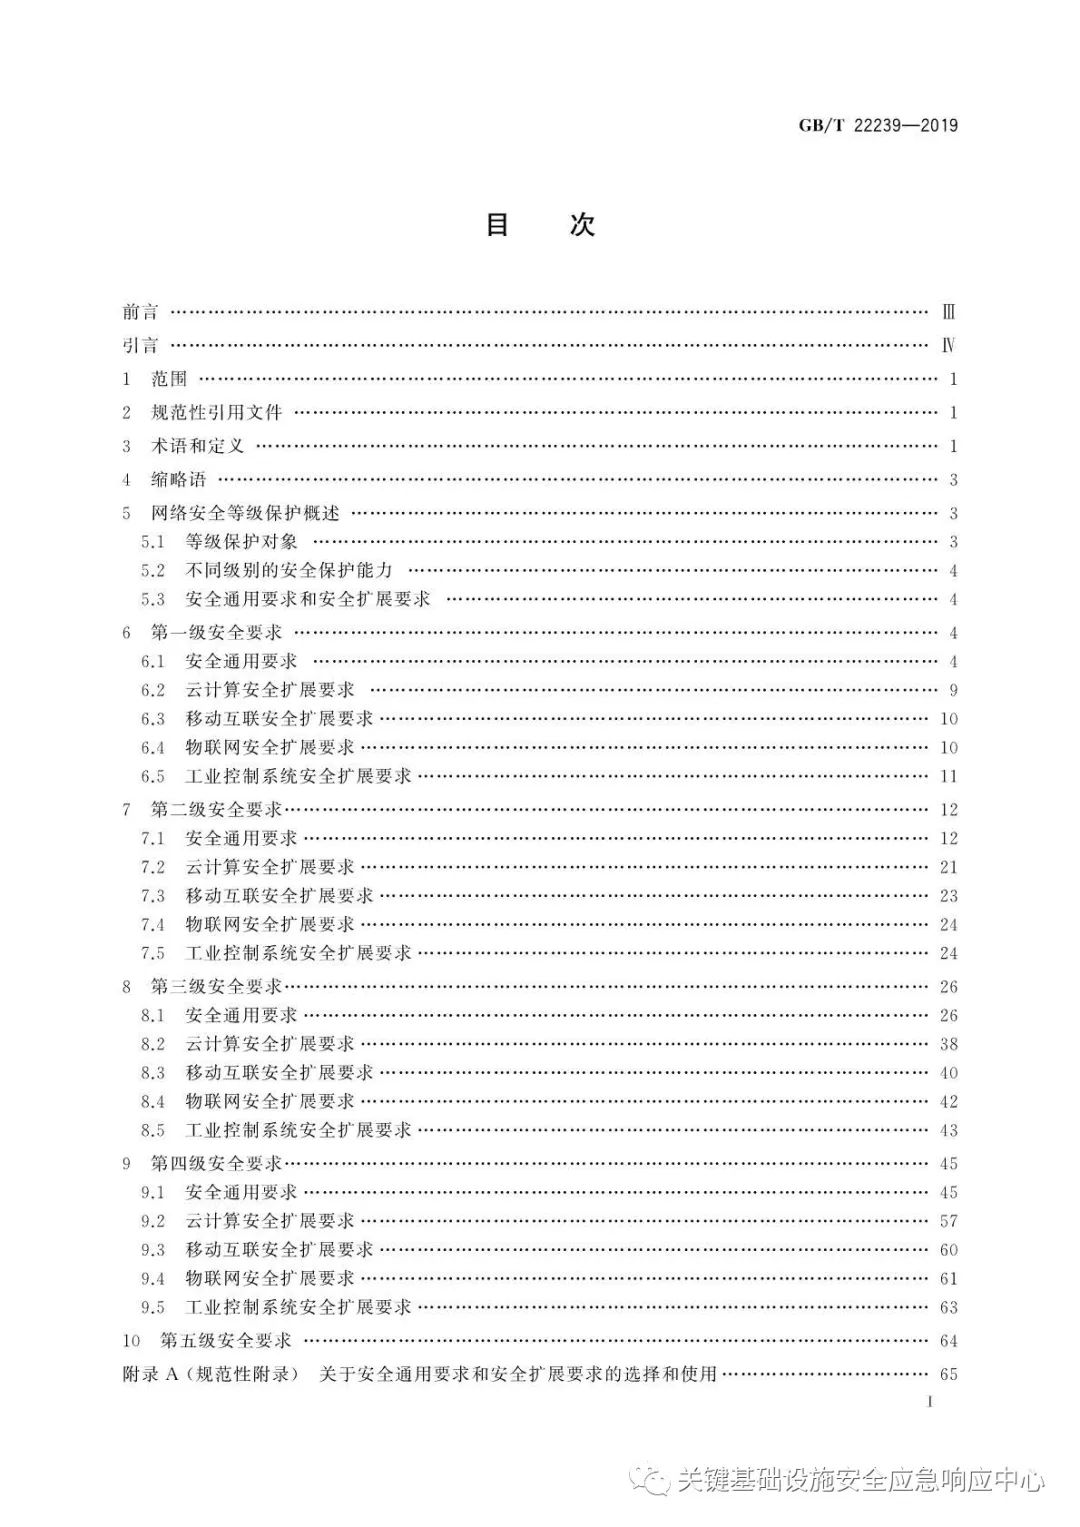 GB/T 22239—2019
目 次
前言 …………………………………………………………………… Ⅲ
引言 …………………………………………………………………… Ⅳ
1 范围 …………………………………………………………………… 1
2 规范性引用文件 …………………………………………………………… 1
3 术语和定义 ……………………………………………………………… 1
4 缩略语 ………………………………………………………………… 3
5 网络安全等级保护概述 ……………………………………………………… 3
5.1 等级保护对象 …………………………………………………………… 3
5.2 不同级别的安全保护能力 …………………………………………………… 4
5.3 安全通用要求和安全扩展要求 ………………………………………………… 4
6 第一级安全要求 …………………………………………………………… 4
6.1 安全通用要求 …………………………………………………………… 4
6.2 云计算安全扩展要求 ……………………………………………………… 9
6.3 移动互联安全扩展要求 …………………………………………………… 10
6.4 物联网安全扩展要求 ……………………………………………………… 10
6.5 工业控制系统安全扩展要求 ………………………………………………… 11
7 第二级安全要求 …………………………………………………………… 12
7.1 安全通用要求 …………………………………………………………… 12
7.2 云计算安全扩展要求 ……………………………………………………… 21
7.3 移动互联安全扩展要求 …………………………………………………… 23
7.4 物联网安全扩展要求 ……………………………………………………… 24
7.5 工业控制系统安全扩展要求 ………………………………………………… 24
8 第三级安全要求 …………………………………………………………… 26
8.1 安全通用要求 …………………………………………………………… 26
8.2 云计算安全扩展要求 ……………………………………………………… 38
8.3 移动互联安全扩展要求 …………………………………………………… 40
8.4 物联网安全扩展要求 ……………………………………………………… 42
8.5 工业控制系统安全扩展要求 ………………………………………………… 43
9 第四级安全要求 …………………………………………………………… 45
9.1 安全通用要求 …………………………………………………………… 45
9.2 云计算安全扩展要求 ……………………………………………………… 57
9.3 移动互联安全扩展要求 …………………………………………………… 60
9.4 物联网安全扩展要求 ……………………………………………………… 61
9.5 工业控制系统安全扩展要求 ………………………………………………… 63
10 第五级安全要求 ………………………………………………………… 64
附录 A（规范性附录） 关于安全通用要求和安全扩展要求的选择和使用 …………………… 65
Ⅰ
关键基础设施安全应急响应中心